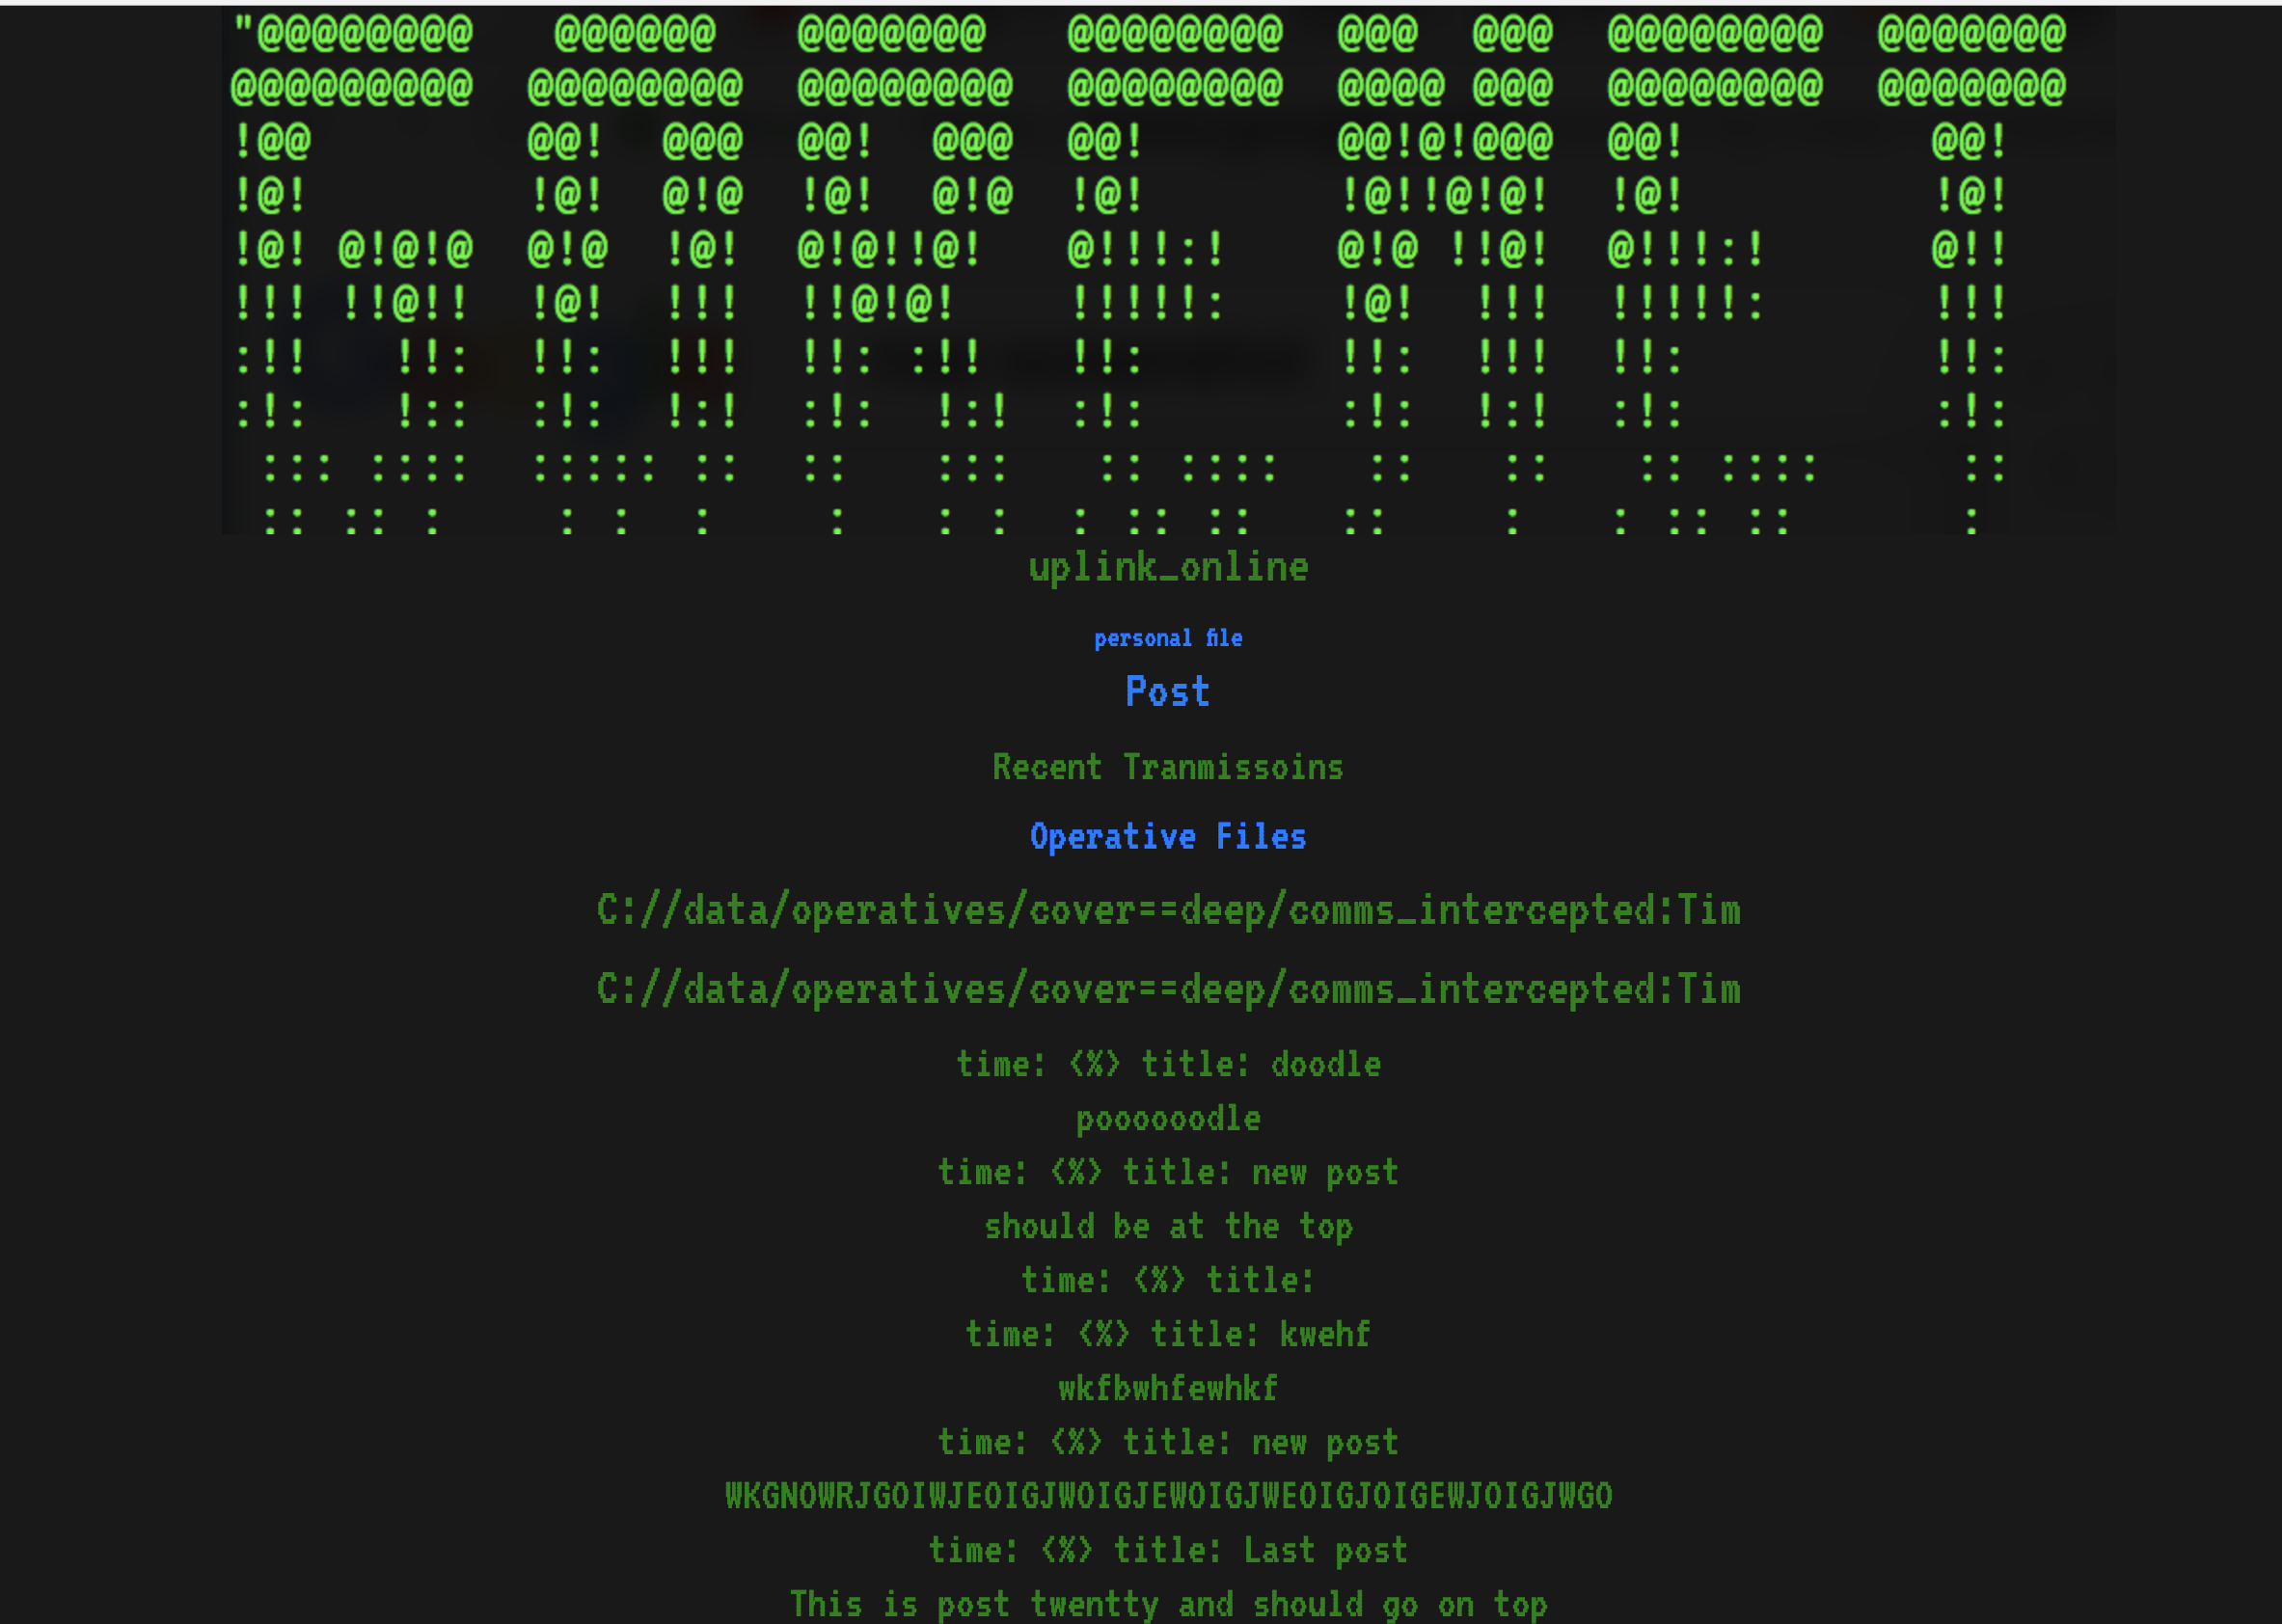 "@@@@@@@@   @@@@@@   @@@@@@@   @@@@@@@@  @@@  @@@  @@@@@@@@  @@@@@@@
@@@@@@@@@  @@@@@@@@  @@@@@@@@  @@@@@@@@  @@@@ @@@  @@@@@@@@  @@@@@@@
!@@        @@!  @@@  @@!  @@@  @@!       @@!@!@@@  @@!         @@!
!@!        !@!  @!@  !@!  @!@  !@!       !@!!@!@!  !@!         !@!
!@! @!@!@  @!@  !@!  @!@!!@!   @!!!:!    @!@ !!@!  @!!!:!      @!!
!!! !!@!!  !@!  !!!  !!@!@!    !!!!!:    !@!  !!!  !!!!!:      !!!
:!!   !!:  !!:  !!!  !!: :!!   !!:       !!:  !!!  !!:         !!:
:!:   !::  :!:  !:!  :!:  !:!  :!:       :!:  !:!  :!:         :!:
 ::: ::::  ::::: ::  ::   :::   :: ::::   ::   ::   :: ::::     ::
 :: :: :    : :  :    :   : :  : :: ::   ::    :   : :: ::      :
uplink_online
personal file
Post
Recent Tranmissoins
Operative Files
C://data/operatives/cover==deep/comms_intercepted:Tim
C://data/operatives/cover==deep/comms_intercepted:Tim
time: <%> title: doodle
poooooodle
time: <%> title: new post
should be at the top
time: <%> title:
time: <%> title: kwehf
wkfbwhfewhkf
time: <%> title: new post
WKGNOWRJGOIWJEOIGJWOIGJEWOIGJWEOIGJOIGEWJOIGJWGO
time: <%> title: Last post
This is post twentty and should go on top